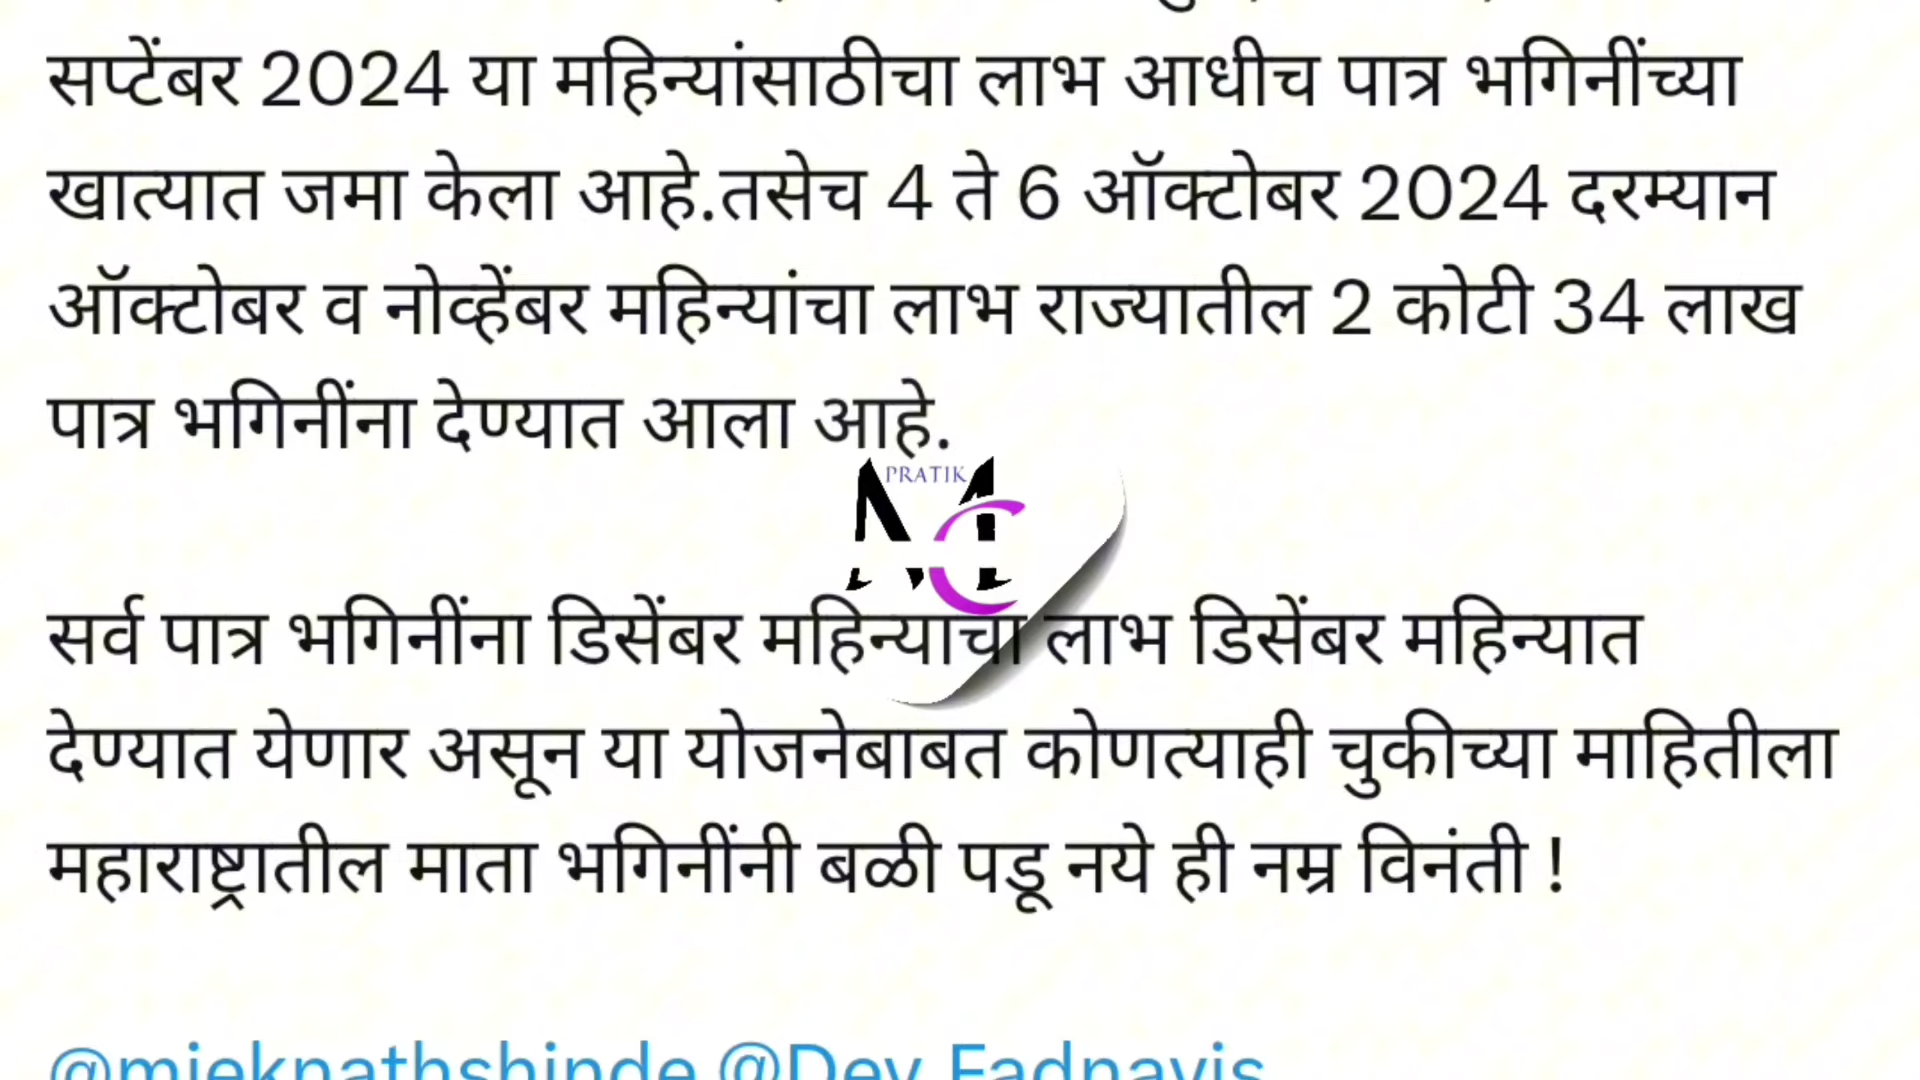 सप्टेंबर 2024 या महिन्यांसाठीचा लाभ आधीच पात्र भगिनींच्या
खात्यात जमा केला आहे.तसेच 4 ते 6 ऑक्टोबर 2024 दरम्यान
ऑक्टोबर व नोव्हेंबर महिन्यांचा लाभ राज्यातील 2 कोटी 34 लाख
पात्र भगिनींना देण्यात आला आहे.
PRATIK
MC
सर्व पात्र भगिनींना डिसेंबर महिन्याचा लाभ डिसेंबर महिन्यात
देण्यात येणार असून या योजनेबाबत कोणत्याही चुकीच्या माहितीला
महाराष्ट्रातील माता भगिनींनी बळी पडू नये ही नम्र विनंती !
@mieknathshinde @Dev_Fadnavis